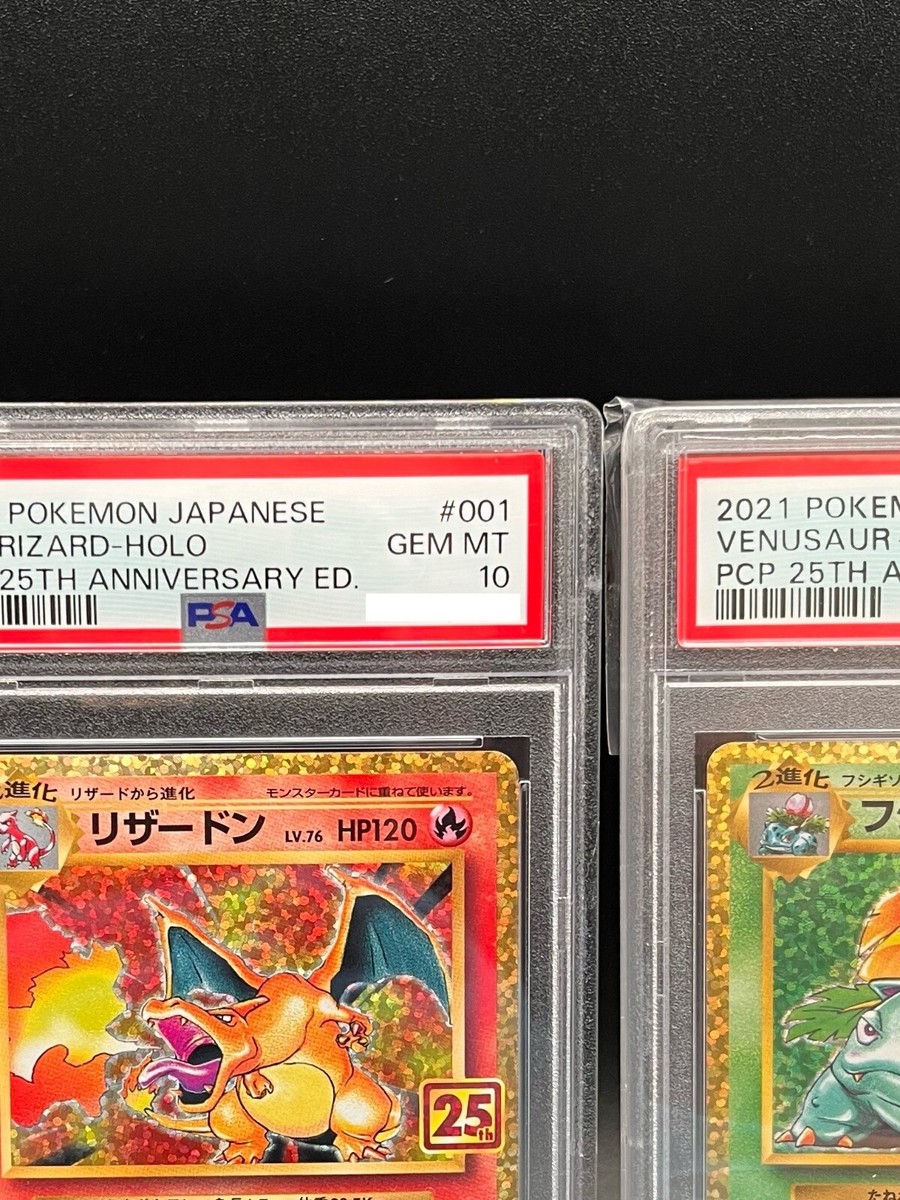 POKEMON JAPANESE #001
RIZARD-HOLO GEM MT
25TH ANNIVERSARY ED. 10
PSA
進化 リザードから進化 モンスターカードに重ねて使います。
リザードン LV.76 HP120
25th
2021 POKEM
VENUSAUR
PCP 25TH A
2進化 フシギソ
フ
たね